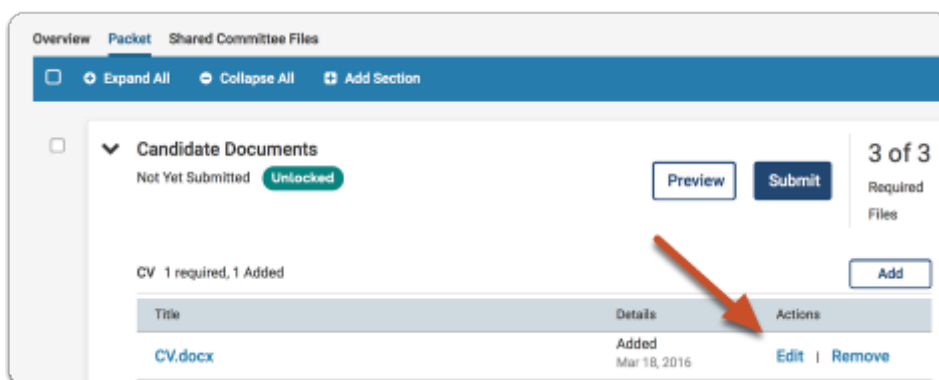 Overview Packet Shared Committee Files
Expand All Collapse All Add Section
Candidate Documents
Not Yet Submitted Unlocked
Preview Submit
3 of 3
Required
Files
CV 1 required, 1 Added
Add
Title Details Actions
CV.docx
Added
Mar 18, 2016
Edit | Remove